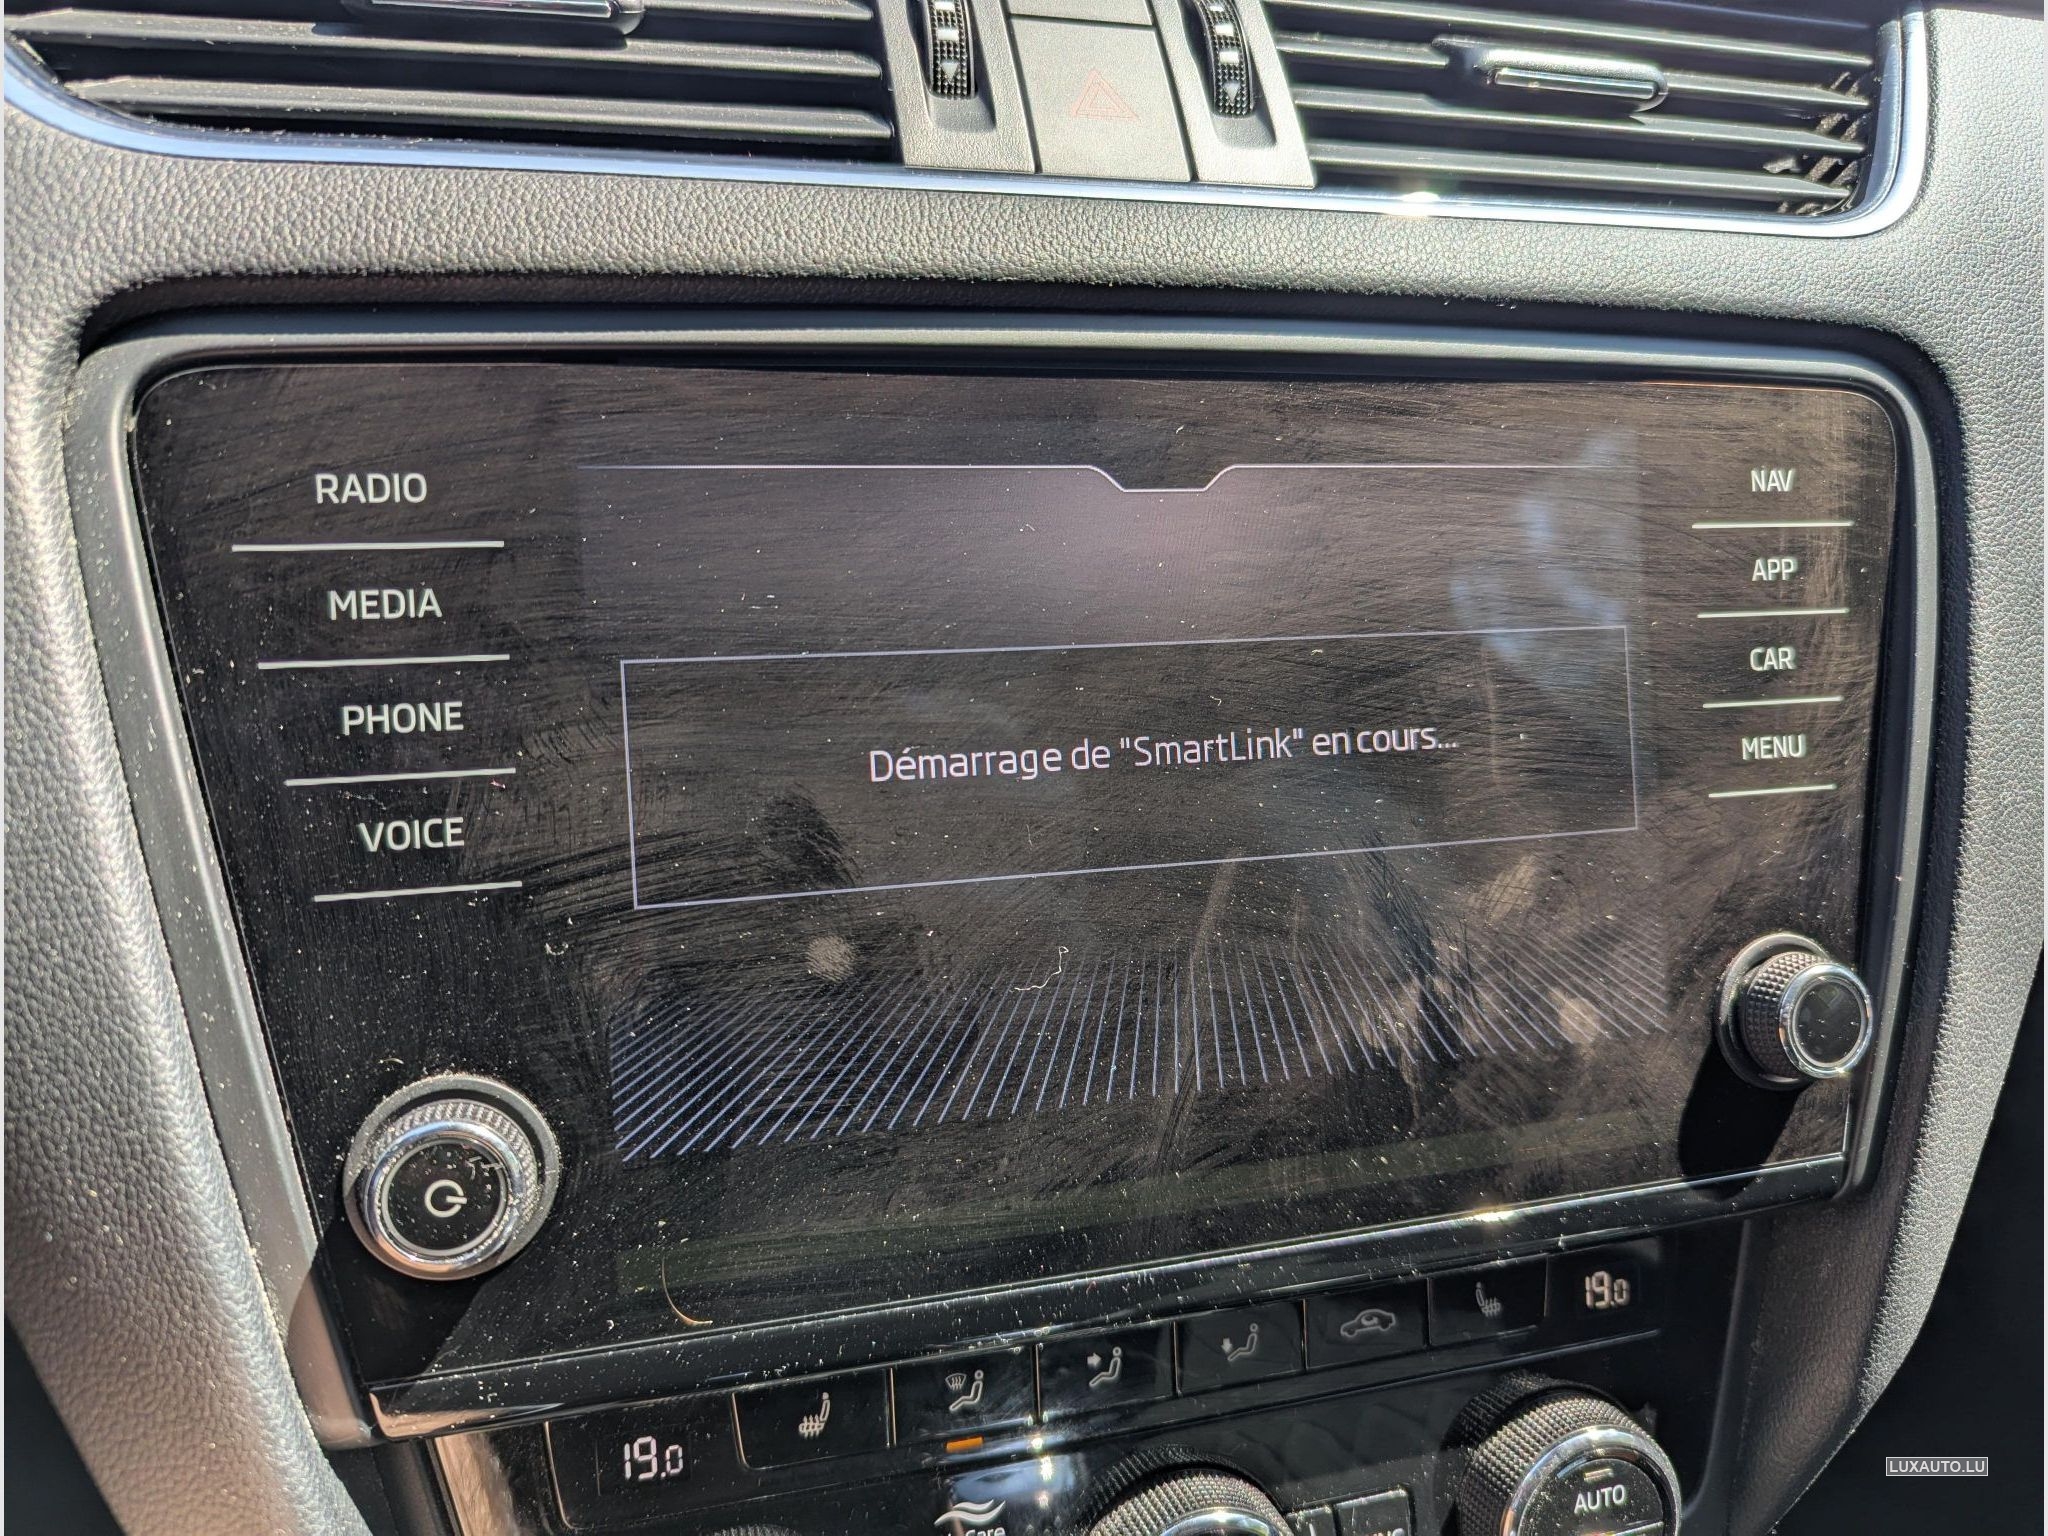 RADIO
MEDIA
PHONE
VOICE
Démarrage de "SmartLink" en cours...
NAV
APP
CAR
MENU
19.0
19.0
Care
AUTO
LUXAUTO.LU